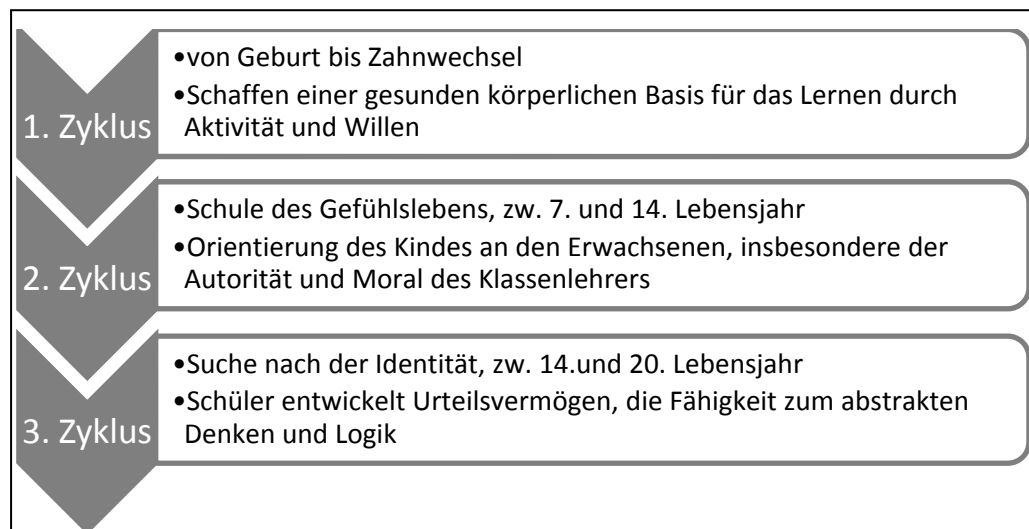 1. Zyklus
•von Geburt bis Zahnwechsel
•Schaffen einer gesunden körperlichen Basis für das Lernen durch
Aktivität und Willen
2. Zyklus
•Schule des Gefühlslebens, zw. 7. und 14. Lebensjahr
•Orientierung des Kindes an den Erwachsenen, insbesondere der
Autorität und Moral des Klassenlehrers
3. Zyklus
•Suche nach der Identität, zw. 14.und 20. Lebensjahr
•Schüler entwickelt Urteilsvermögen, die Fähigkeit zum abstrakten
Denken und Logik